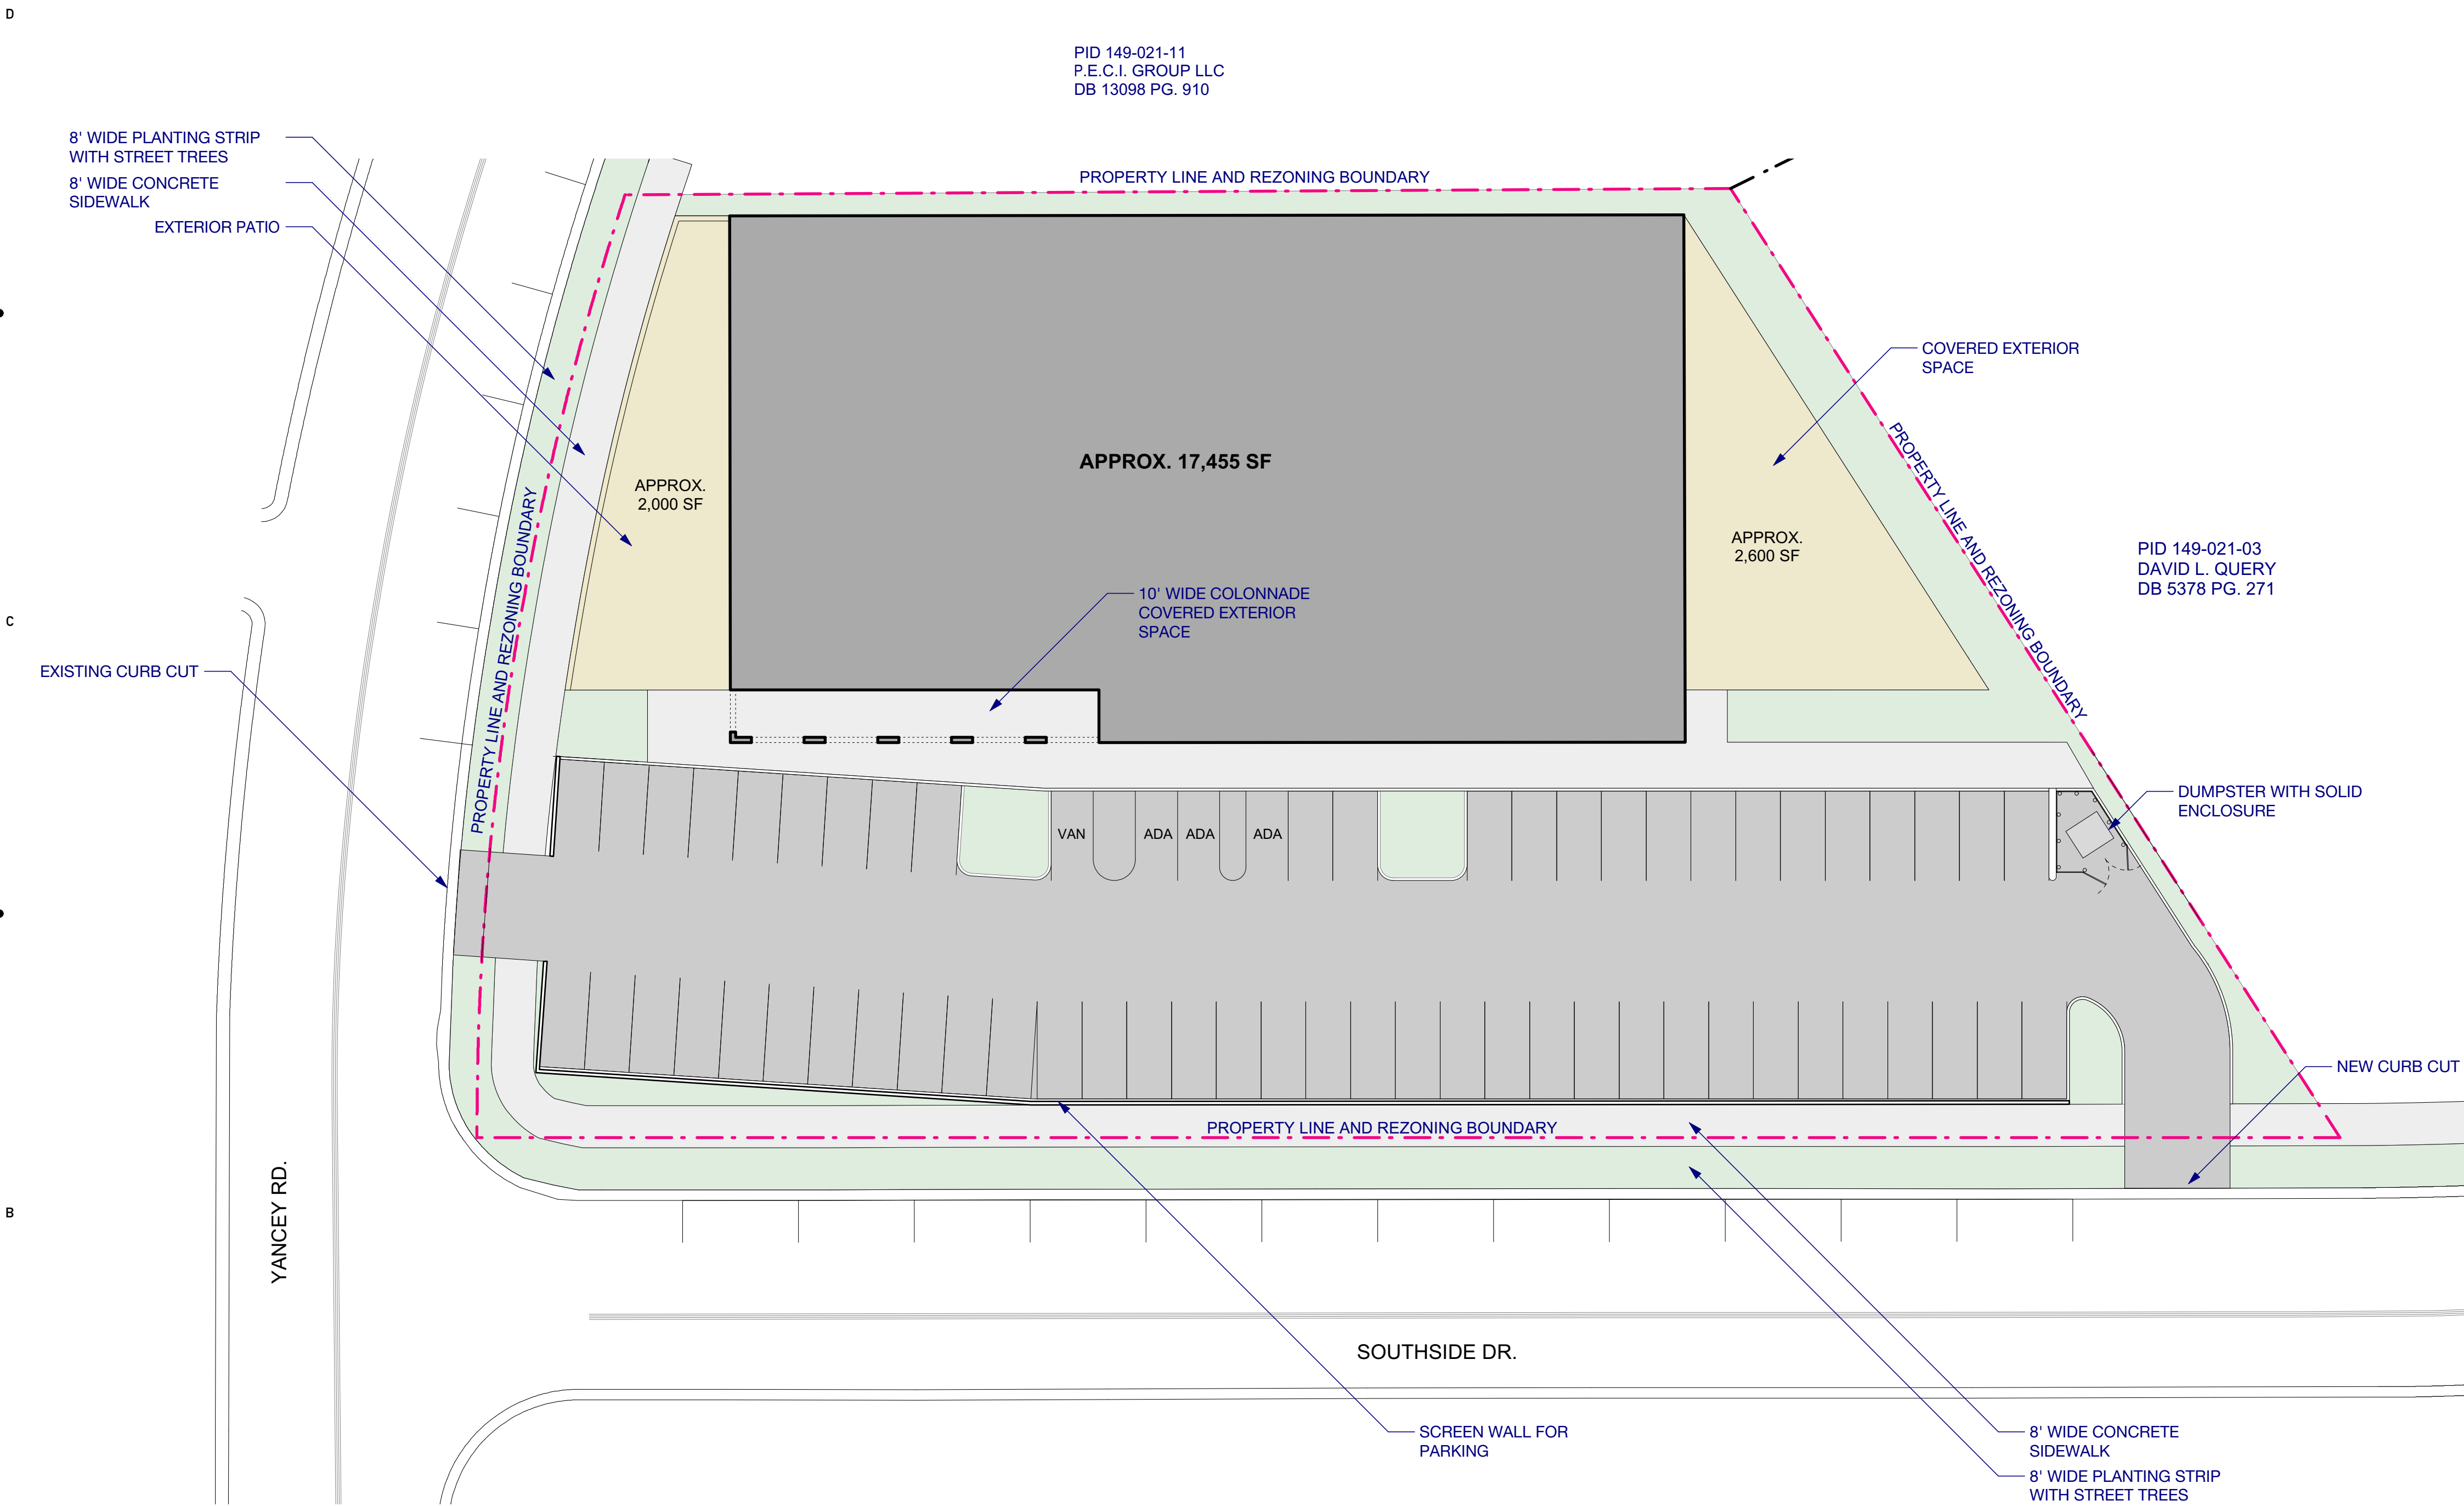 D
PID 149-021-11
P.E.C.I. GROUP LLC
DB 13098 PG. 910
8' WIDE PLANTING STRIP
WITH STREET TREES
8' WIDE CONCRETE
SIDEWALK
EXTERIOR PATIO
PROPERTY LINE AND REZONING BOUNDARY
COVERED EXTERIOR
SPACE
APPROX. 17,455 SF
APPROX.
2,000 SF
APPROX.
2,600 SF
PROPERTY LINE AND REZONING BOUNDARY
PROPERTY LINE AND REZONING BOUNDARY
PID 149-021-03
DAVID L. QUERY
DB 5378 PG. 271
10' WIDE COLONNADE
COVERED EXTERIOR
SPACE
C
EXISTING CURB CUT
DUMPSTER WITH SOLID
ENCLOSURE
VAN
ADA
ADA
ADA
NEW CURB CUT
PROPERTY LINE AND REZONING BOUNDARY
B
YANCEY RD.
SOUTHSIDE DR.
SCREEN WALL FOR
PARKING
8' WIDE CONCRETE
SIDEWALK
8' WIDE PLANTING STRIP
WITH STREET TREES